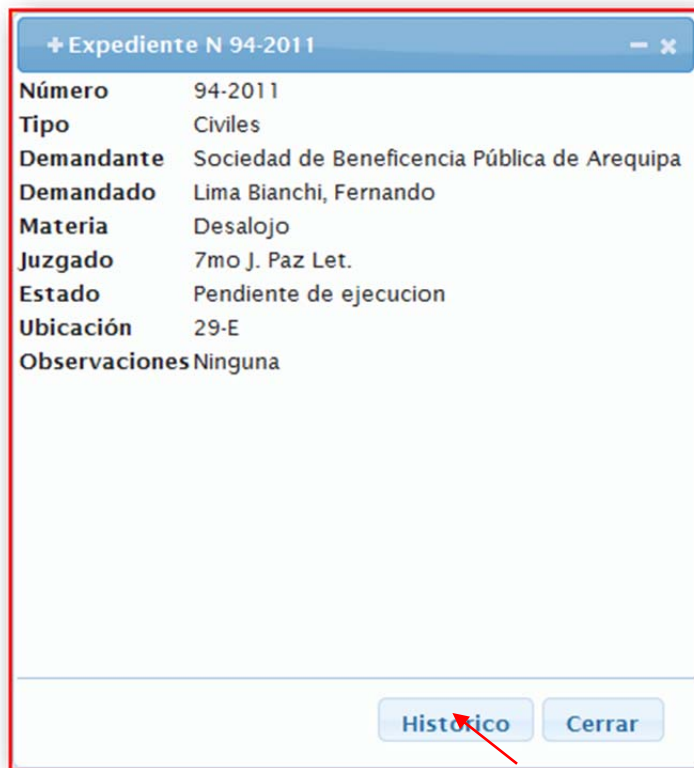 + Expediente N 94-2011
Número 94-2011
Tipo Civiles
Demandante Sociedad de Beneficencia Pública de Arequipa
Demandado Lima Bianchi, Fernando
Materia Desalojo
Juzgado 7mo J. Paz Let.
Estado Pendiente de ejecucion
Ubicación 29-E
Observaciones Ninguna
Histórico Cerrar